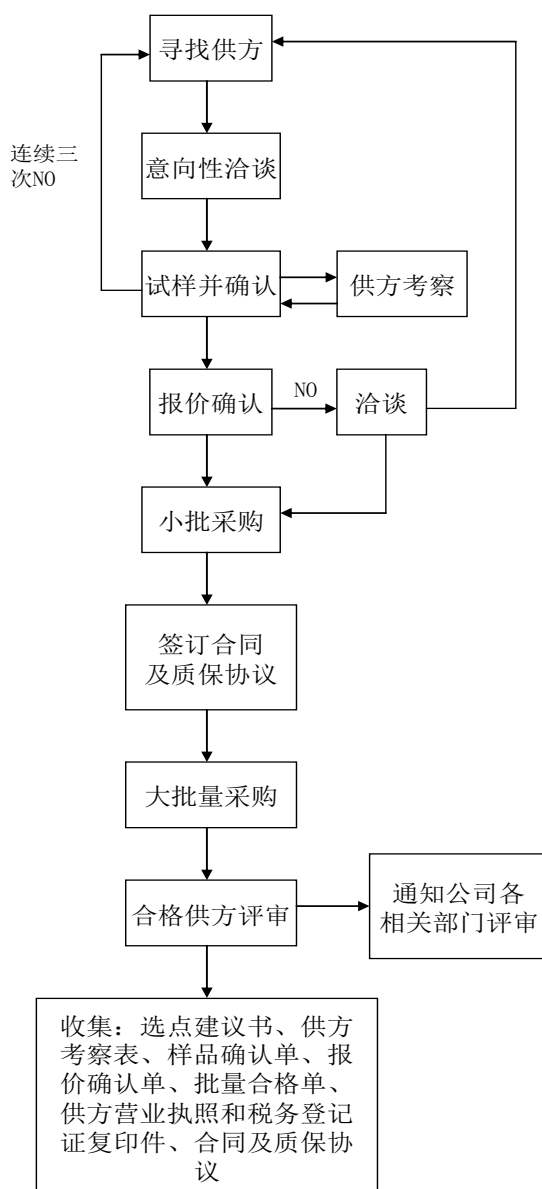 寻找供方
连续三
次NO
意向性洽谈
试样并确认
供方考察
报价确认
NO
洽谈
小批采购
签订合同
及质保协议
大批量采购
合格供方评审
通知公司各
相关部门评审
收集：选点建议书、供方
考察表、样品确认单、报
价确认单、批量合格单、
供方营业执照和税务登记
证复印件、合同及质保协
议